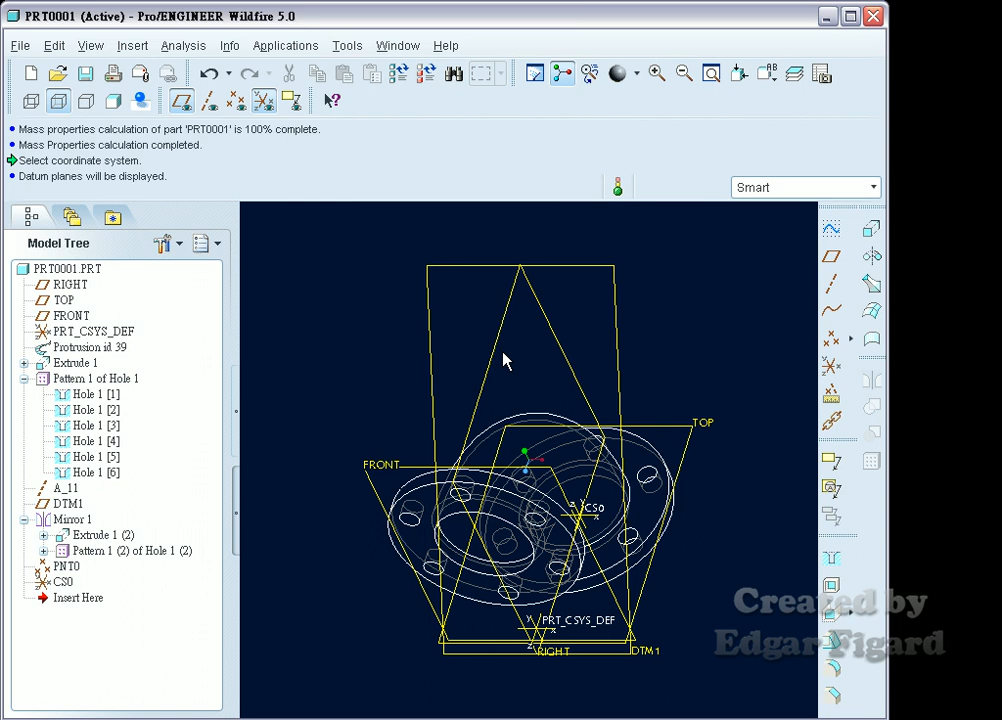 PRT0001 (Active) - Pro/ENGINEER Wildfire 5.0
File Edit View Insert Analysis Info Applications Tools Window Help
Mass properties calculation of part 'PRT0001' is 100% complete.
Mass Properties calculation completed.
Select coordinate system.
Datum planes will be displayed.
Smart
Model Tree
PRT0001.PRT
RIGHT
TOP
FRONT
PRT_CSYS_DEF
Protrusion id 39
Extrude 1
Pattern 1 of Hole 1
Hole 1 [1]
Hole 1 [2]
Hole 1 [3]
Hole 1 [4]
Hole 1 [5]
Hole 1 [6]
A_11
DTM1
Mirror 1
Extrude 1 (2)
Pattern 1 (2) of Hole 1 (2)
PNT0
CS0
Insert Here
TOP
FRONT
z y CS0
x
y PRT_CSYS_DEF
x
z RIGHT
DTM1
Created by
Edgar Figard